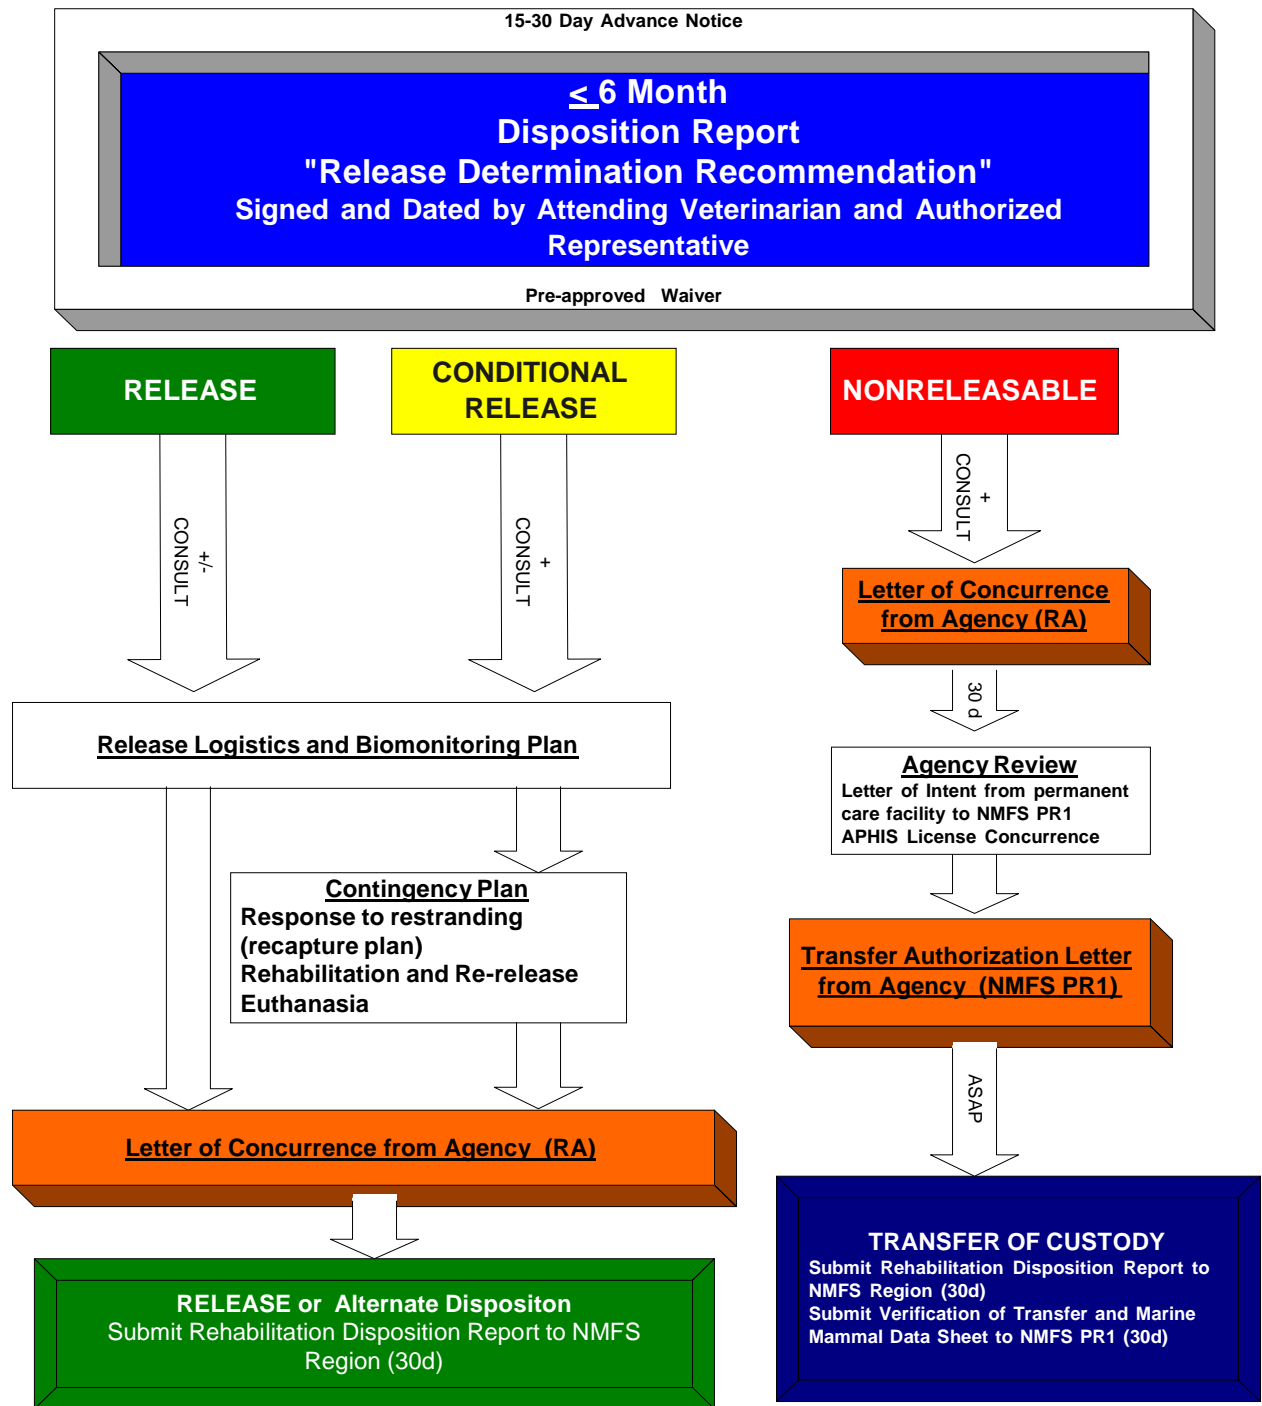 15-30 Day Advance Notice
< 6 Month
Disposition Report
"Release Determination Recommendation"
Signed and Dated by Attending Veterinarian and Authorized
Representative
Pre-approved Waiver
RELEASE
CONDITIONAL
RELEASE
NONRELEASABLE
+/-
CONSULT
+
CONSULT
+
CONSULT
Letter of Concurrence
from Agency (RA)
30 d
Release Logistics and Biomonitoring Plan
Agency Review
Letter of Intent from permanent
care facility to NMFS PR1
APHIS License Concurrence
Contingency Plan
Response to restranding
(recapture plan)
Rehabilitation and Re-release
Euthanasia
Transfer Authorization Letter
from Agency (NMFS PR1)
ASAP
Letter of Concurrence from Agency (RA)
RELEASE or Alternate Dispositon
Submit Rehabilitation Disposition Report to NMFS
Region (30d)
TRANSFER OF CUSTODY
Submit Rehabilitation Disposition Report to
NMFS Region (30d)
Submit Verification of Transfer and Marine
Mammal Data Sheet to NMFS PR1 (30d)